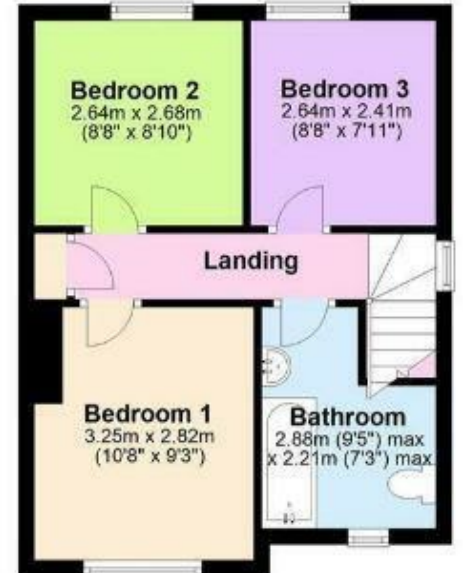 Bedroom 2
2.64m x 2.68m
(8'8" x 8'10")
Bedroom 3
2.64m x 2.41m
(8'8" x 7'11")
Landing
Bedroom 1
3.25m x 2.82m
(10'8" x 9'3")
Bathroom
2.88m (9'5") max
x 2.21m (7'3") max